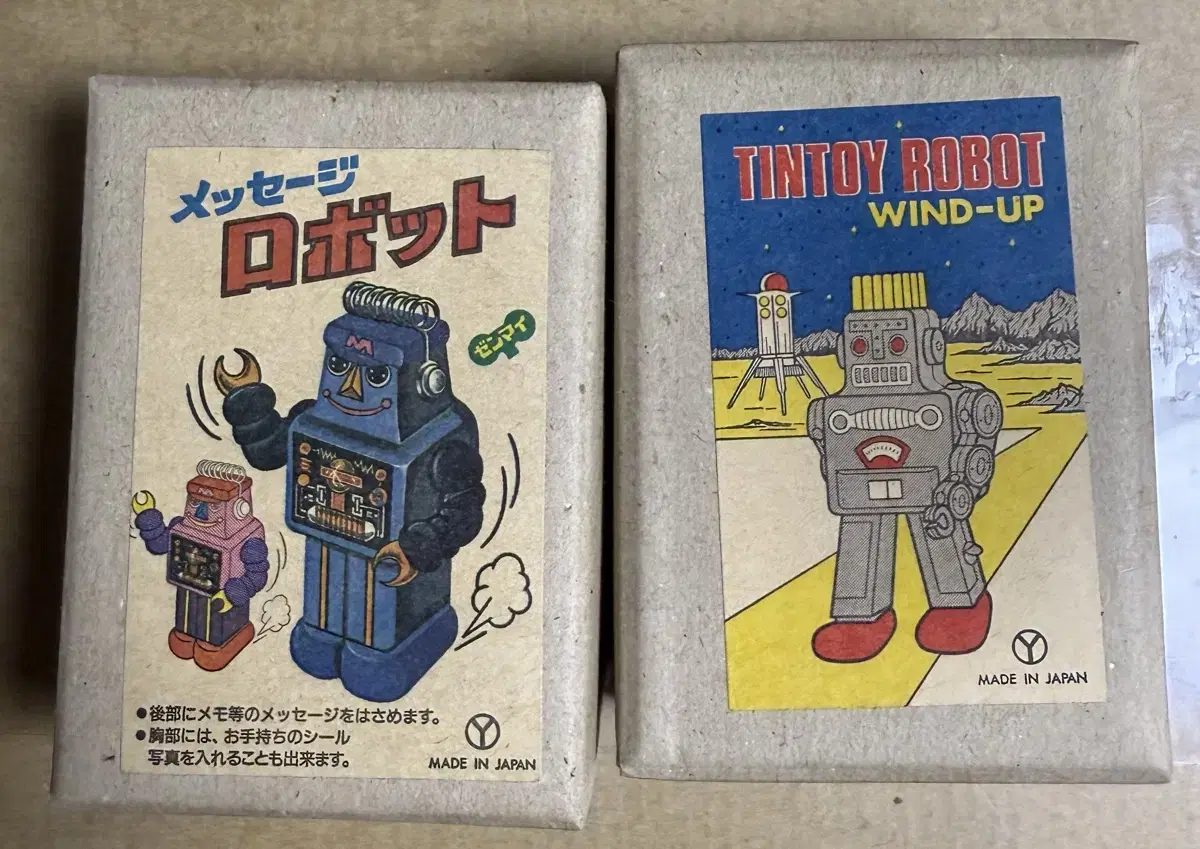 メッセージ
ロボット
ゼンマイ
●後部にメモ等のメッセージをはさめます。
●胸部には、お手持ちのシール
写真を入れることも出来ます。
Y
MADE IN JAPAN
TINTOY ROBOT
WIND-UP
Y
MADE IN JAPAN